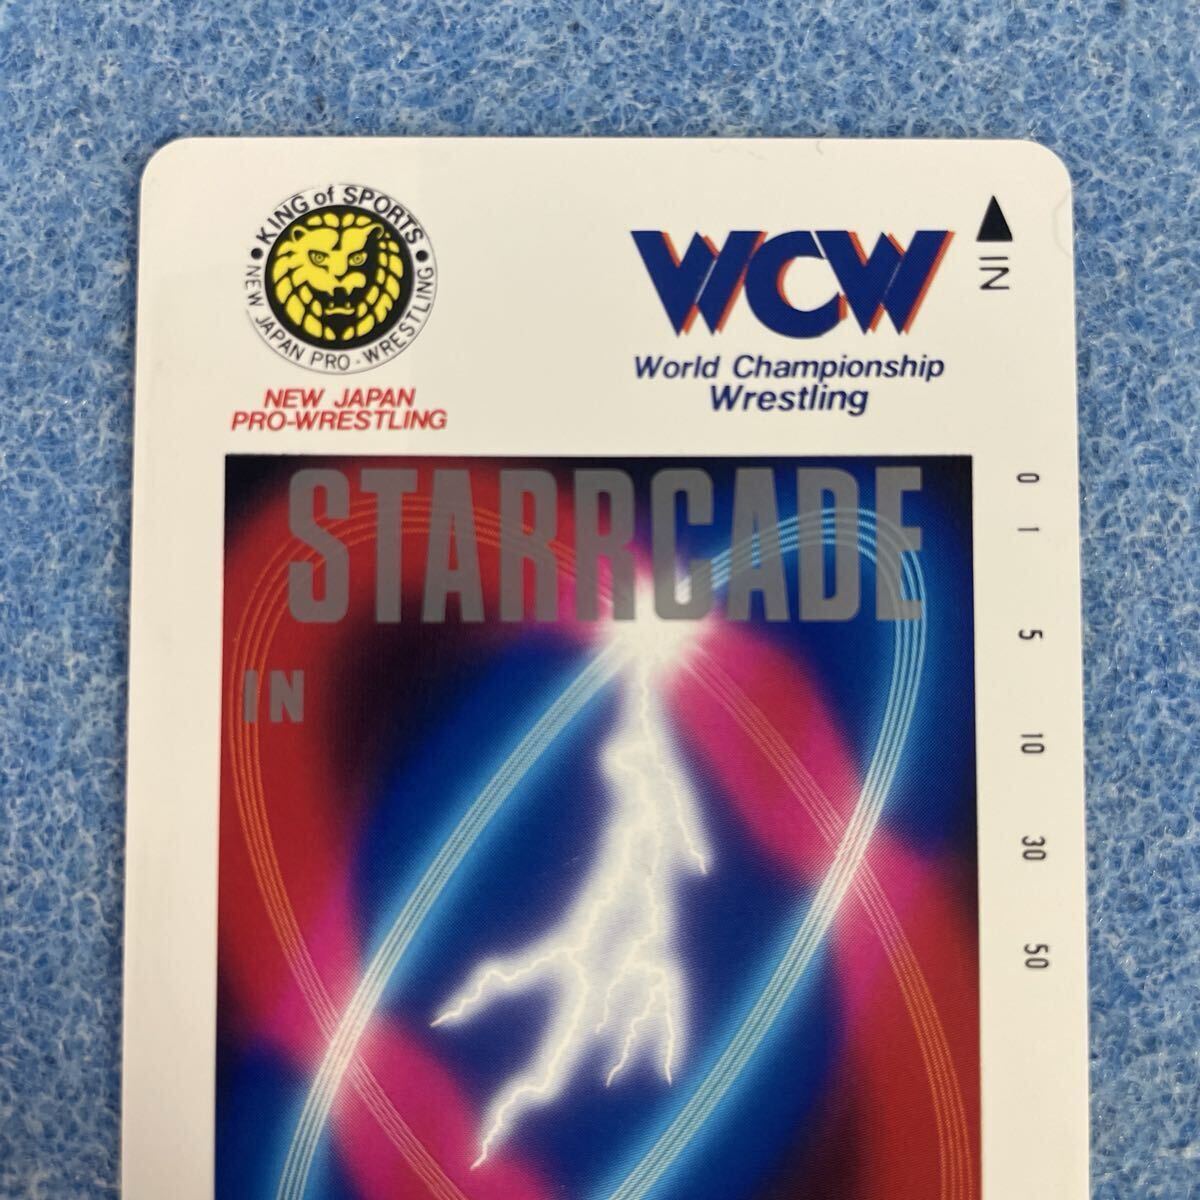 KING of SPORTS
NEW JAPAN PRO-WRESTLING
NEW JAPAN
PRO-WRESTLING
WCW
World Championship
Wrestling
IN
STARRCADE
IN
0
1
5
10
30
50